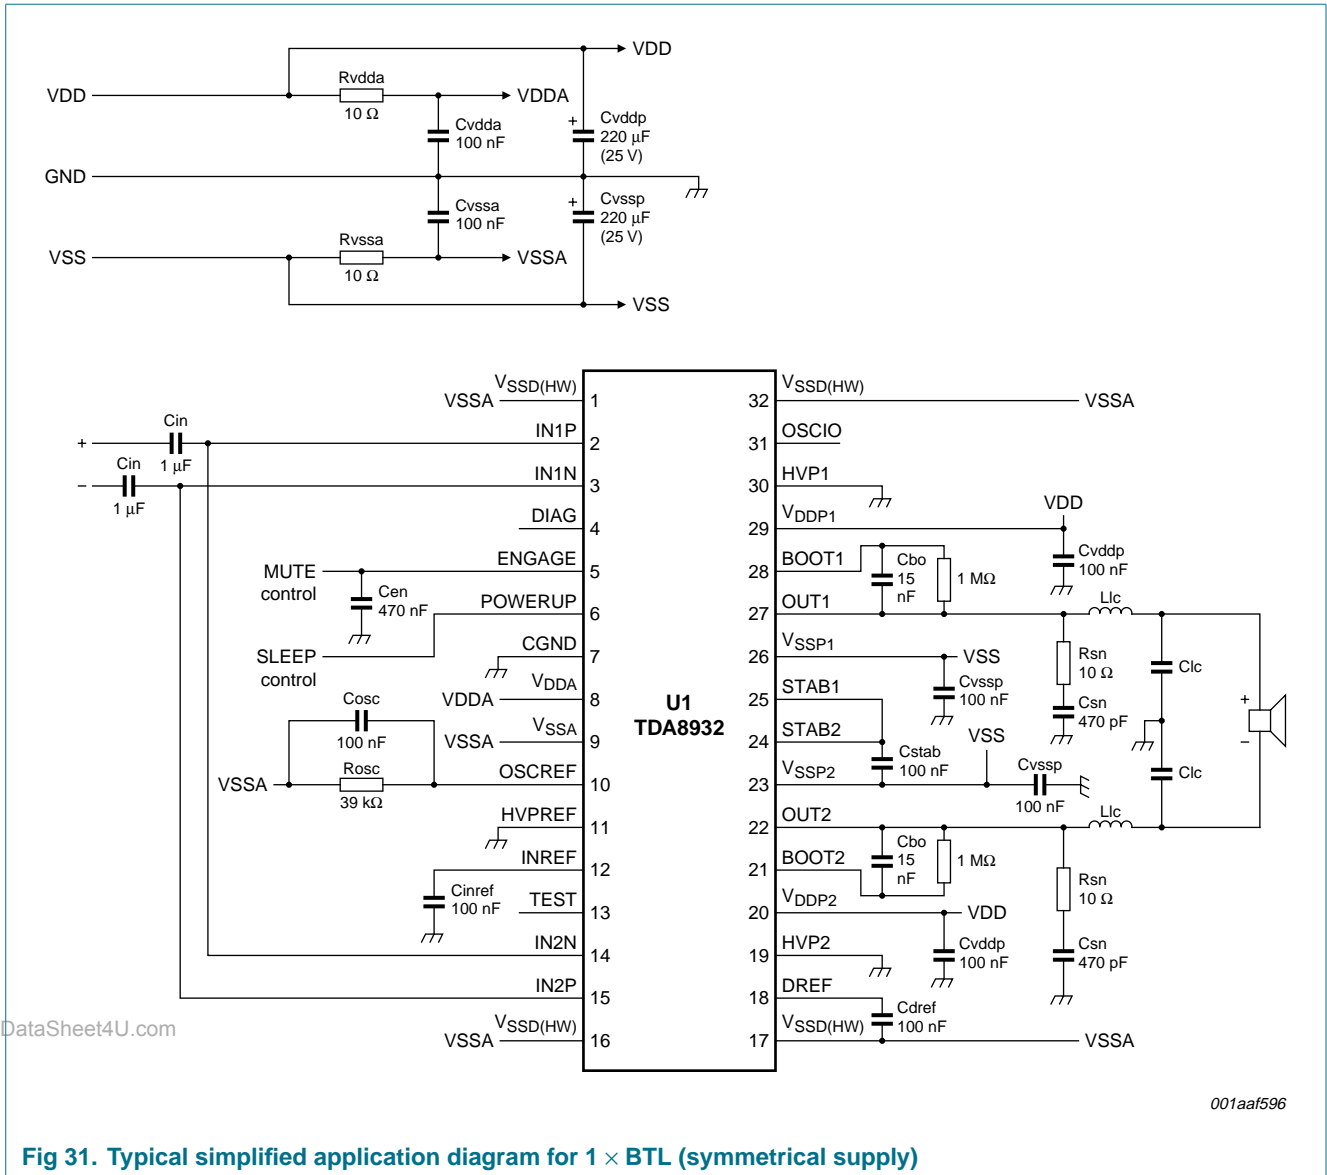 VDD
Rvdda
VDD
10 Ω
VDDA
Cvdda
100 nF
+
Cvddp
220 μF
(25 V)
GND
Cvssa
100 nF
+
Cvssp
220 μF
(25 V)
Rvssa
VSS
10 Ω
VSSA
VSS
VSSD(HW)
VSSA
1
32
VSSD(HW)
VSSA
Cin
+
1 μF
IN1P
2
31
OSCIO
Cin
−
1 μF
IN1N
3
30
HVP1
DIAG
4
29
VDDP1
VDD
Cvddp
100 nF
MUTE
control
ENGAGE
5
28
BOOT1
Cbo
15
nF
1 MΩ
Cen
470 nF
POWERUP
6
27
OUT1
Llc
SLEEP
control
CGND
7
26
VSSP1
VSS
Cvssp
100 nF
Rsn
10 Ω
Csn
470 pF
Clc
VDDA
VDDA
8
U1
TDA8932
25
STAB1
+
−
Cosc
100 nF
VSSA
VSSA
9
24
STAB2
Cstab
100 nF
VSS
VSSA
Rosc
39 kΩ
OSCREF
10
23
VSSP2
Cvssp
100 nF
Clc
HVPREF
11
22
OUT2
Llc
INREF
12
21
BOOT2
Cbo
15
nF
1 MΩ
Cinref
100 nF
TEST
13
20
VDDP2
VDD
Rsn
10 Ω
IN2N
14
19
HVP2
Cvddp
100 nF
Csn
470 pF
IN2P
15
18
DREF
Cdref
100 nF
DataSheet4U.com
VSSD(HW)
VSSA
16
17
VSSD(HW)
VSSA
001aaf596
Fig 31. Typical simplified application diagram for 1 × BTL (symmetrical supply)